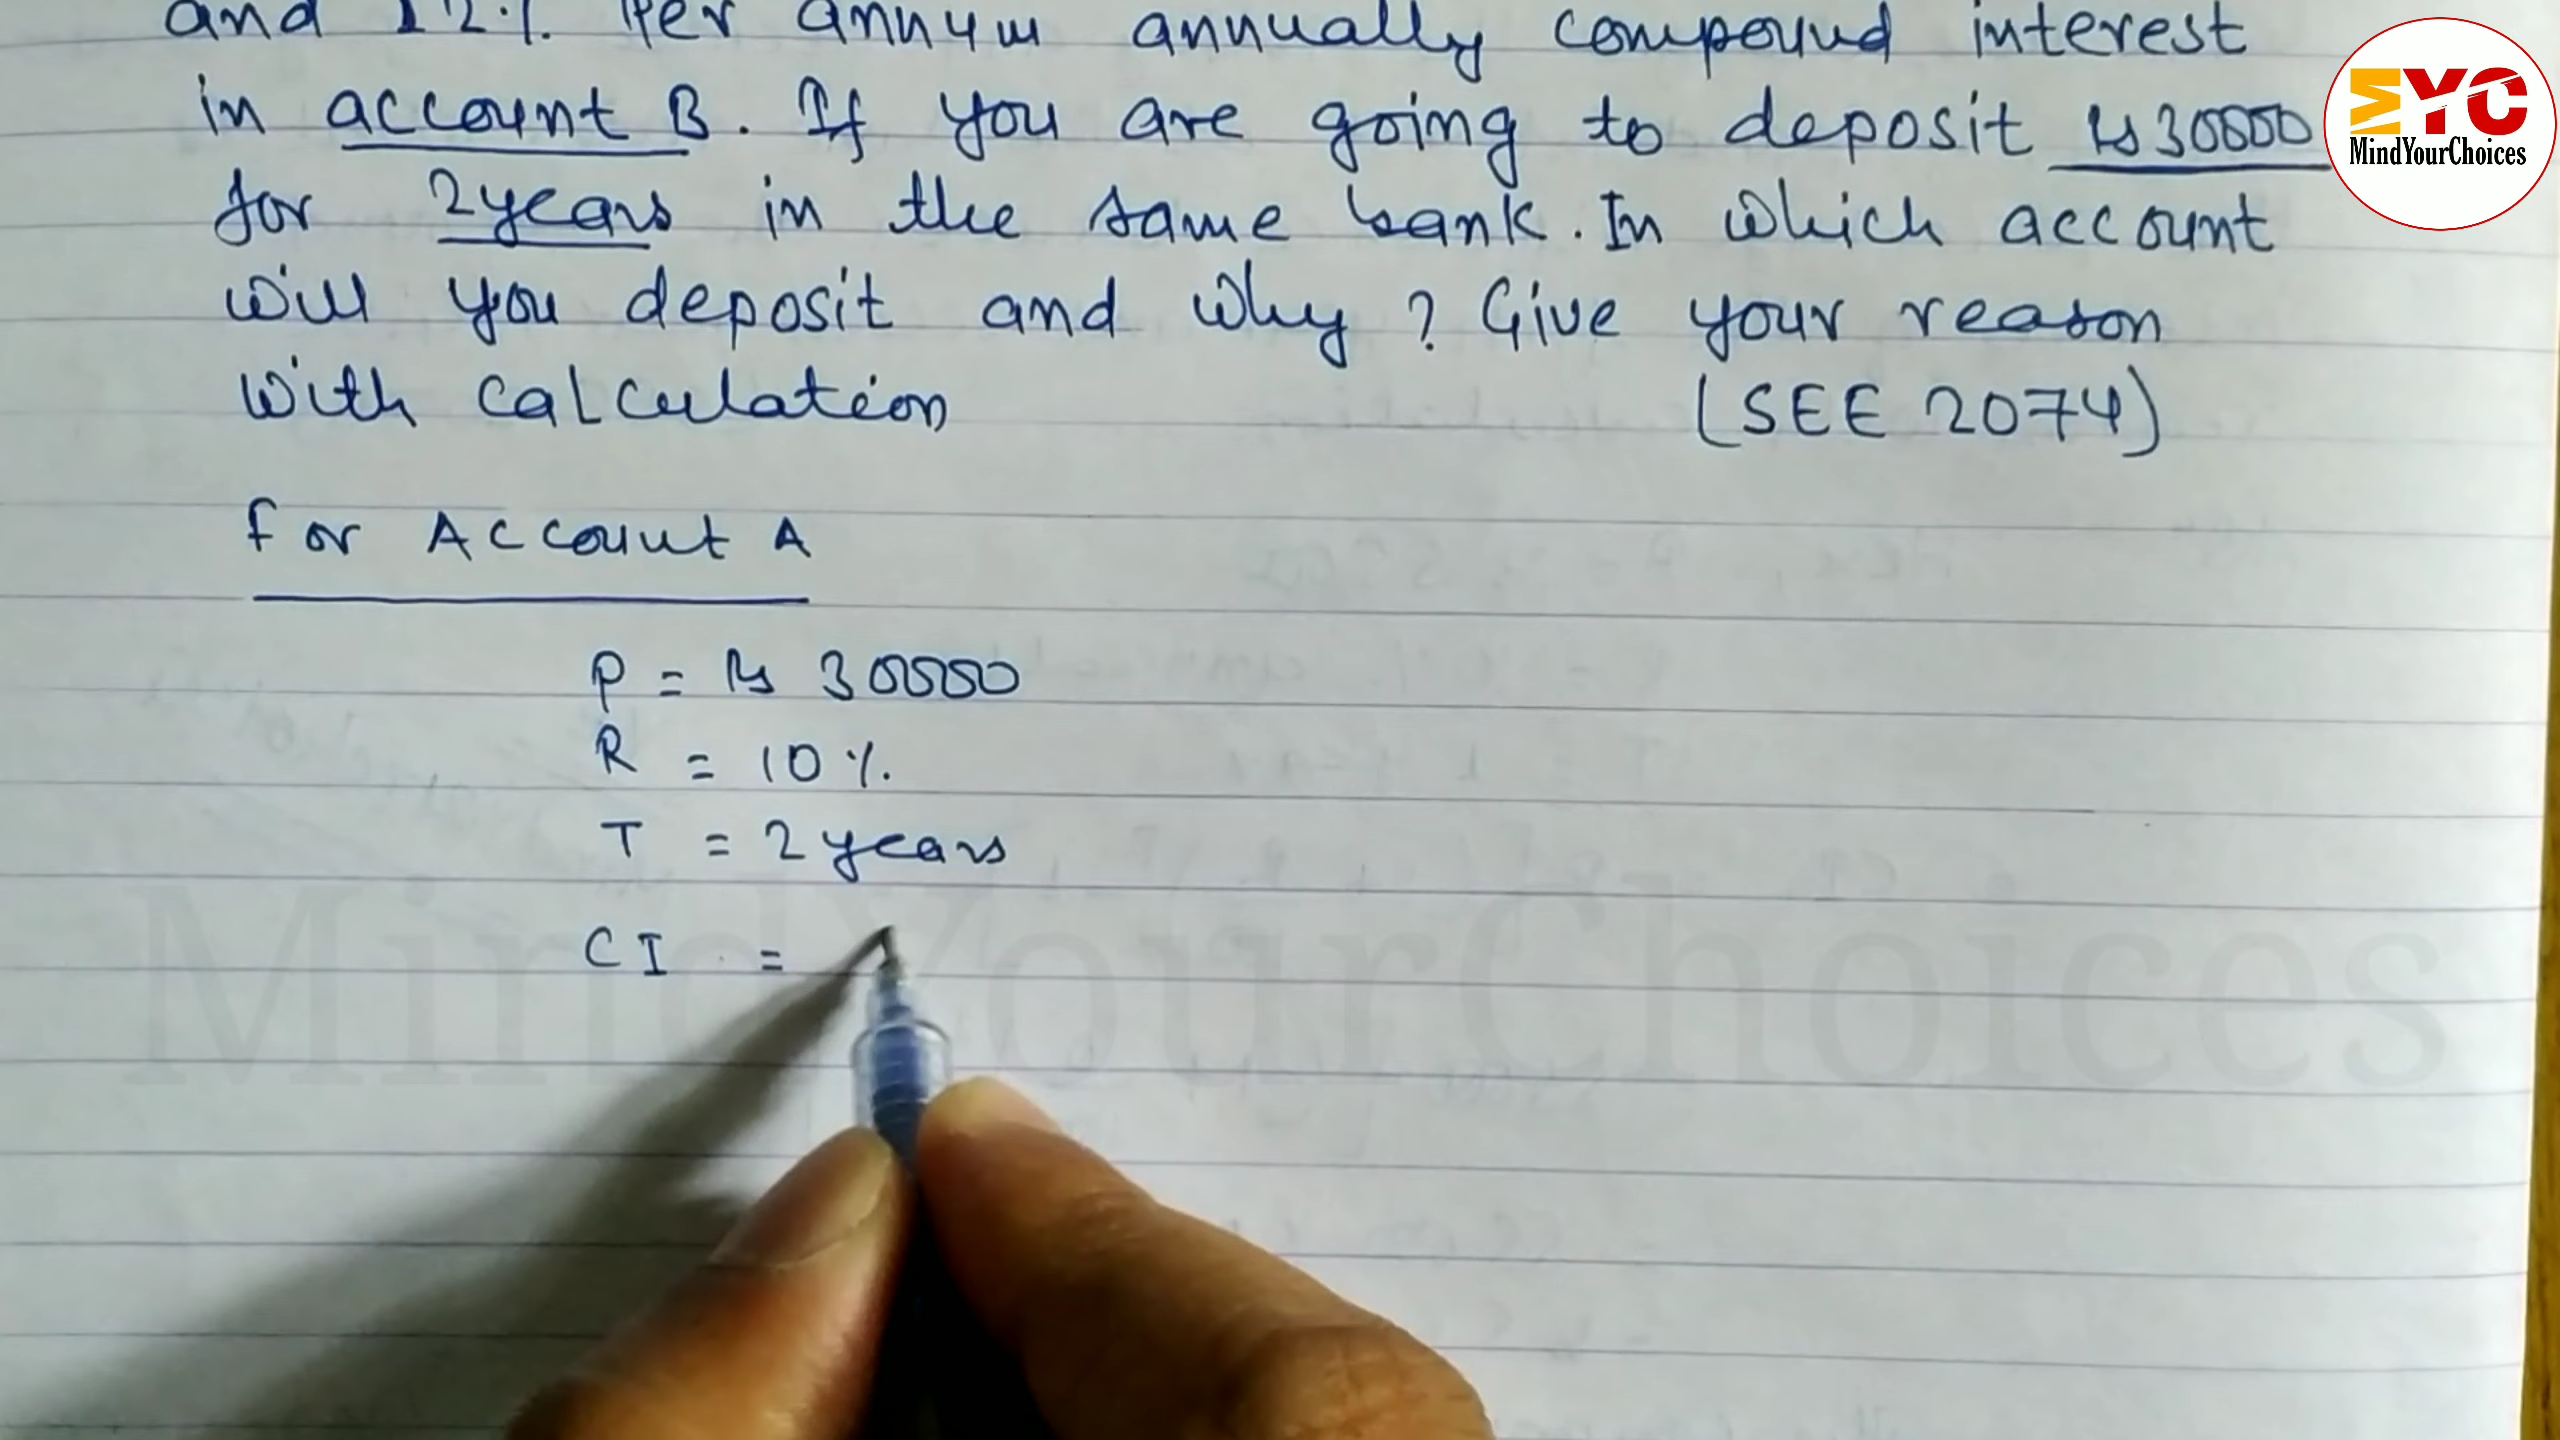 and 12% Per annum annually compound interest
in account B. If you are going to deposit Rs 30000
for 2 years in the same bank. In which account
will you deposit and why? Give your reason
with calculation (SEE 2074)
For Account A
P = Rs 30000
R = 10%.
T = 2 years
CI =
MYC
MindYourChoices
MindYourChoices